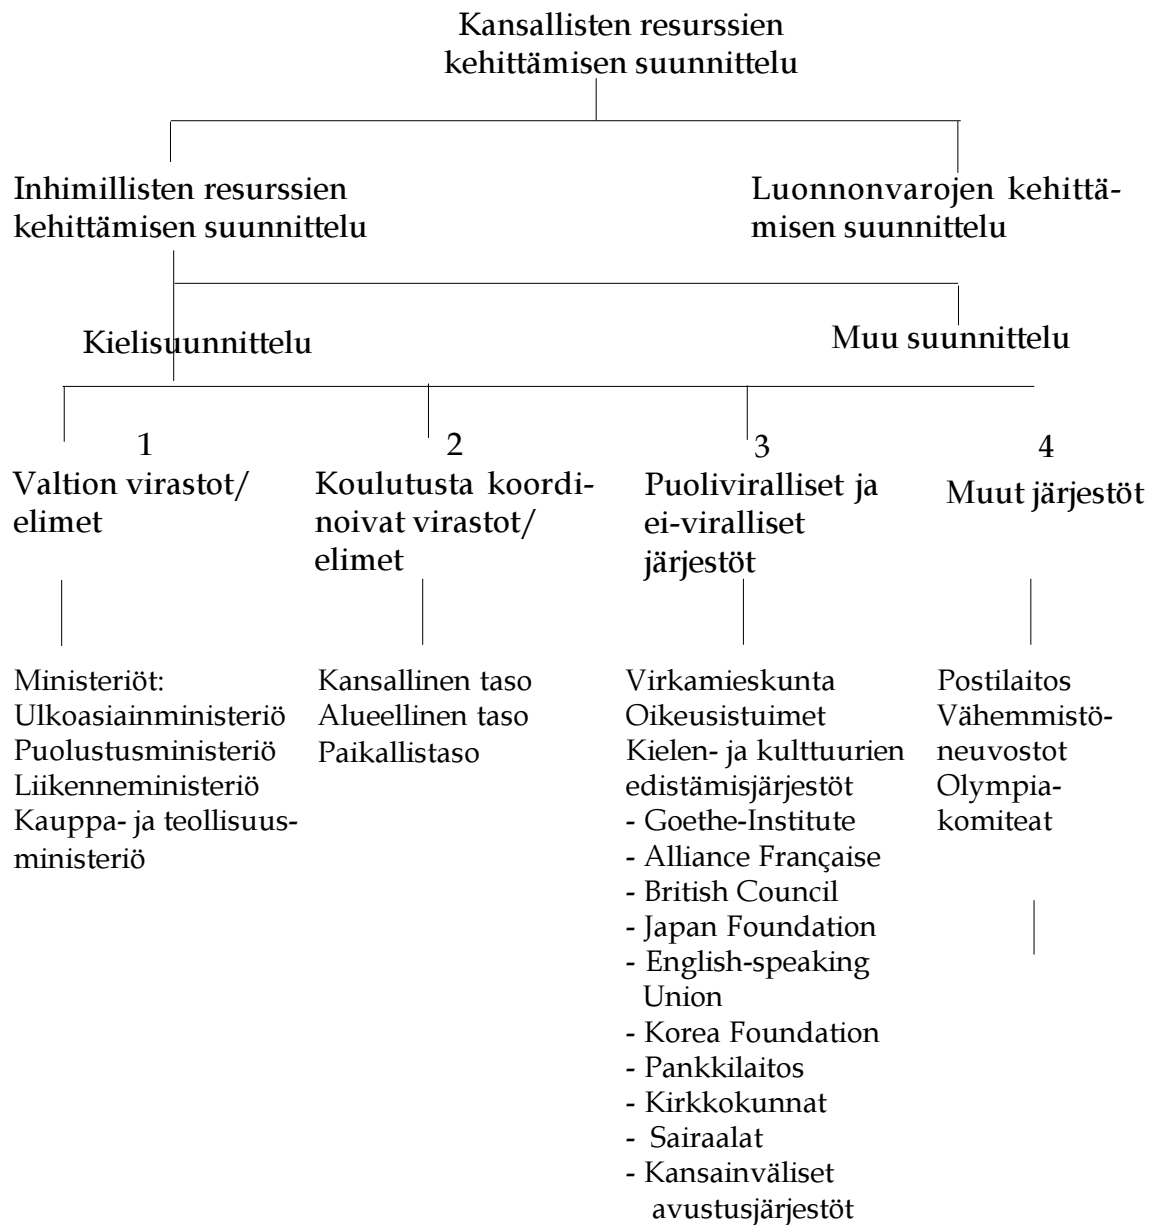 Kansallisten resurssien
kehittämisen suunnittelu
Inhimillisten resurssien
kehittämisen suunnittelu
Luonnonvarojen kehittä-
misen suunnittelu
Kielisuunnittelu
Muu suunnittelu
1
Valtion virastot/
elimet
2
Koulutusta koordi-
noivat virastot/
elimet
3
Puoliviralliset ja
ei-viralliset
järjestöt
4
Muut järjestöt
Ministeriöt:
Ulkoasiainministeriö
Puolustusministeriö
Liikenneministeriö
Kauppa- ja teollisuus-
ministeriö
Kansallinen taso
Alueellinen taso
Paikallistaso
Virkamieskunta
Oikeusistuimet
Kielen- ja kulttuurien
edistämisjärjestöt
- Goethe-Institute
- Alliance Française
- British Council
- Japan Foundation
- English-speaking
Union
- Korea Foundation
- Pankkilaitos
- Kirkkokunnat
- Sairaalat
- Kansainväliset
avustusjärjestöt
Postilaitos
Vähemmistö-
neuvostot
Olympia-
komiteat